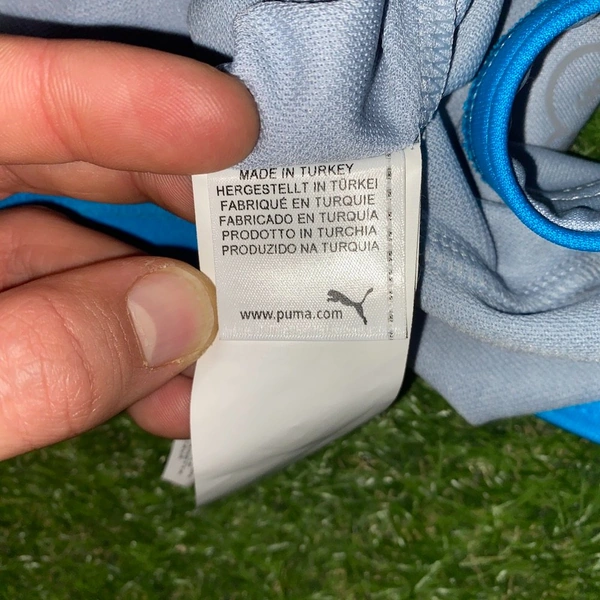 MADE IN TURKEY
HERGESTELLT IN TÜRKEI
FABRIQUÉ EN TURQUIE
FABRICADO EN TURQUÍA
PRODOTTO IN TURCHIA
PRODUZIDO NA TURQUIA
www.puma.com